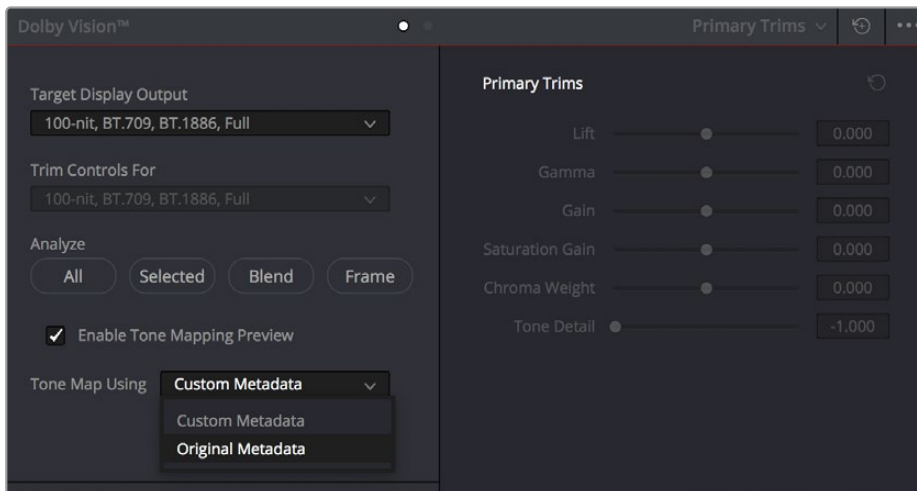 Dolby Vision™
Primary Trims
Target Display Output
100-nit, BT.709, BT.1886, Full
Trim Controls For
100-nit, BT.709, BT.1886, Full
Analyze
All Selected Blend Frame
Enable Tone Mapping Preview
Tone Map Using Custom Metadata
Custom Metadata
Original Metadata
Primary Trims
Lift 0.000
Gamma 0.000
Gain 0.000
Saturation Gain 0.000
Chroma Weight 0.000
Tone Detail -1.000